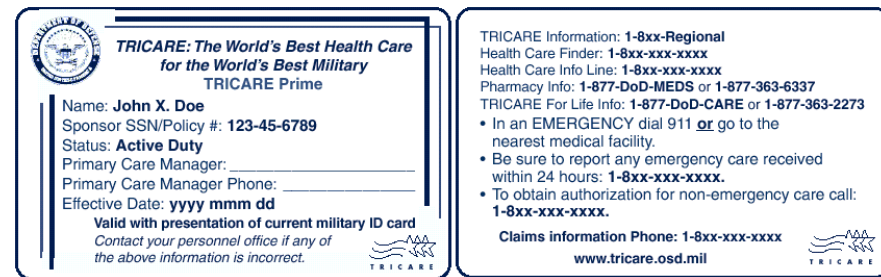 TRICARE: The World's Best Health Care
for the World's Best Military
TRICARE Prime
Name: John X. Doe
Sponsor SSN/Policy #: 123-45-6789
Status: Active Duty
Primary Care Manager: ______________________
Primary Care Manager Phone: ________________
Effective Date: yyyy mmm dd
Valid with presentation of current military ID card
Contact your personnel office if any of
the above information is incorrect.
TRICARE
TRICARE Information: 1-8xx-Regional
Health Care Finder: 1-8xx-xxx-xxxx
Health Care Info Line: 1-8xx-xxx-xxxx
Pharmacy Info: 1-877-DoD-MEDS or 1-877-363-6337
TRICARE For Life Info: 1-877-DoD-CARE or 1-877-363-2273
• In an EMERGENCY dial 911 or go to the
nearest medical facility.
• Be sure to report any emergency care received
within 24 hours: 1-8xx-xxx-xxxx.
• To obtain authorization for non-emergency care call:
1-8xx-xxx-xxxx.
Claims information Phone: 1-8xx-xxx-xxxx
www.tricare.osd.mil
TRICARE